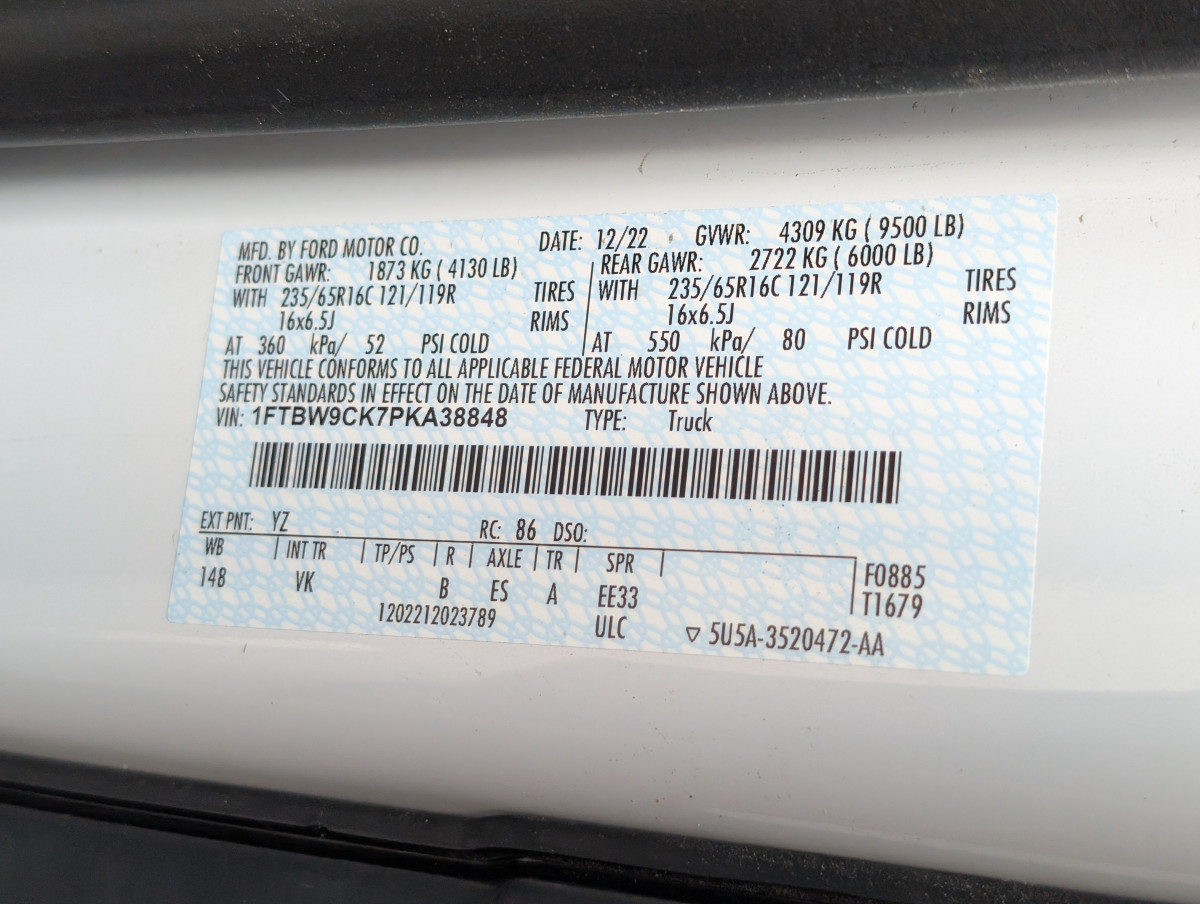 MFD. BY FORD MOTOR CO. DATE: 12/22 GVWR: 4309 KG ( 9500 LB)
FRONT GAWR: 1873 KG ( 4130 LB) REAR GAWR: 2722 KG ( 6000 LB)
WITH 235/65R16C 121/119R TIRES WITH 235/65R16C 121/119R TIRES
16x6.5J RIMS 16x6.5J RIMS
AT 360 kPa/ 52 PSI COLD AT 550 kPa/ 80 PSI COLD
THIS VEHICLE CONFORMS TO ALL APPLICABLE FEDERAL MOTOR VEHICLE
SAFETY STANDARDS IN EFFECT ON THE DATE OF MANUFACTURE SHOWN ABOVE.
VIN: 1FTBW9CK7PKA38848 TYPE: Truck
EXT PNT: YZ RC: 86 DSO:
WB INT TR TP/PS R AXLE TR SPR F0885
148 VK B ES A EE33 T1679
1202212023789 ULC ▽ 5U5A-3520472-AA